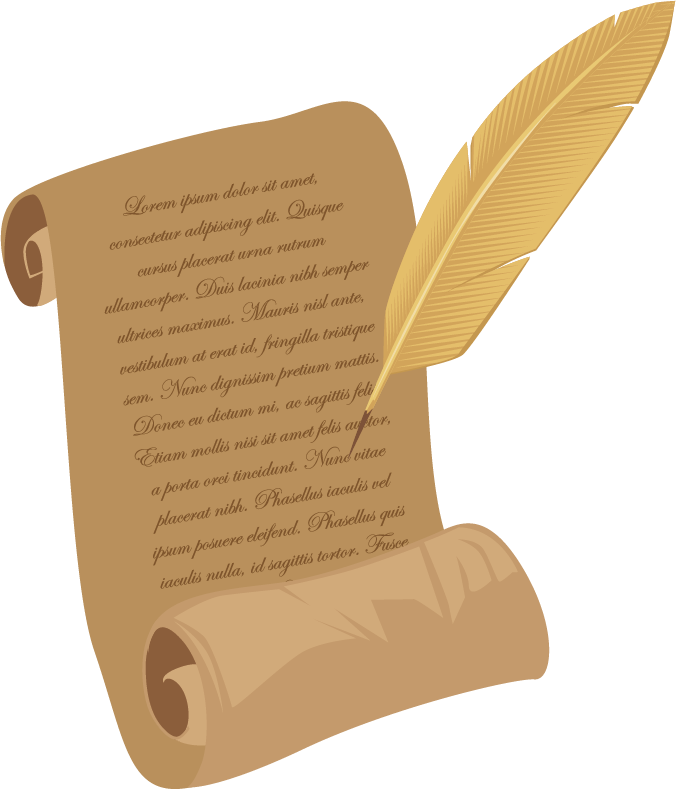 Lorem ipsum dolor sit amet,
consectetur adipiscing elit. Quisque
cursus placerat urna rutrum
ullamcorper. Duis lacinia nibh semper
ultrices maximus. Mauris nisl ante,
vestibulum at erat id, fringilla tristique
sem. Nunc dignissim pretium mattis.
Donec eu dictum mi, ac sagittis feli
Etiam mollis nisi sit amet felis auctor,
a porta orci tincidunt. Nunc vitae
placerat nibh. Phasellus iaculis vel
ipsum posuere eleifend. Phasellus quis
iaculis nulla, id sagittis tortor. Fusce